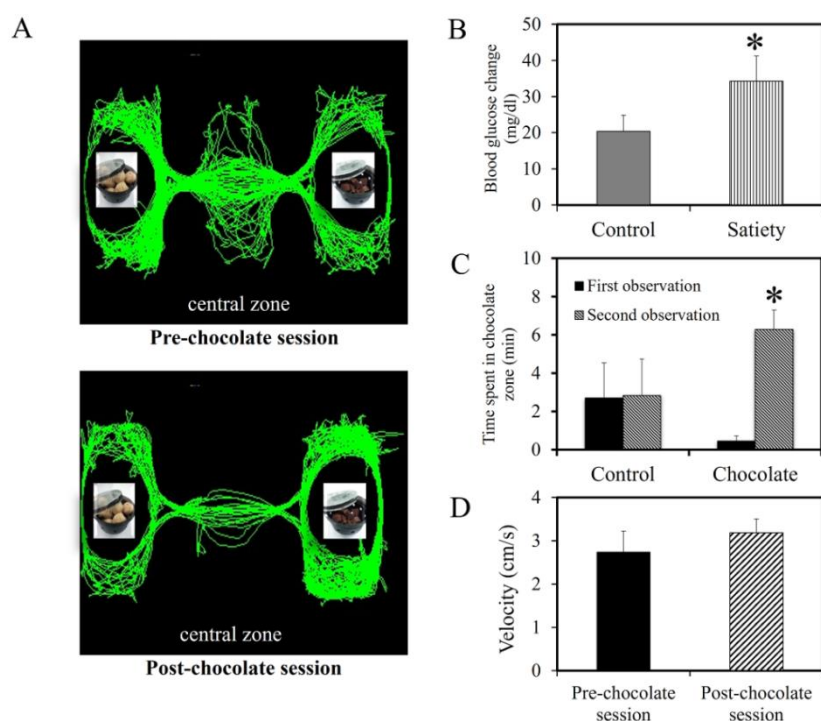 A
central zone
Pre-chocolate session
central zone
Post-chocolate session
B
Blood glucose change
(mg/dl)
50
40
30
20
10
0
*
Control
Satiety
C
Time spent in chocolate
zone (min)
10
8
6
4
2
0
First observation
Second observation
*
Control
Chocolate
D
Velocity (cm/s)
4
3
2
1
0
Pre-chocolate
session
Post-chocolate
session